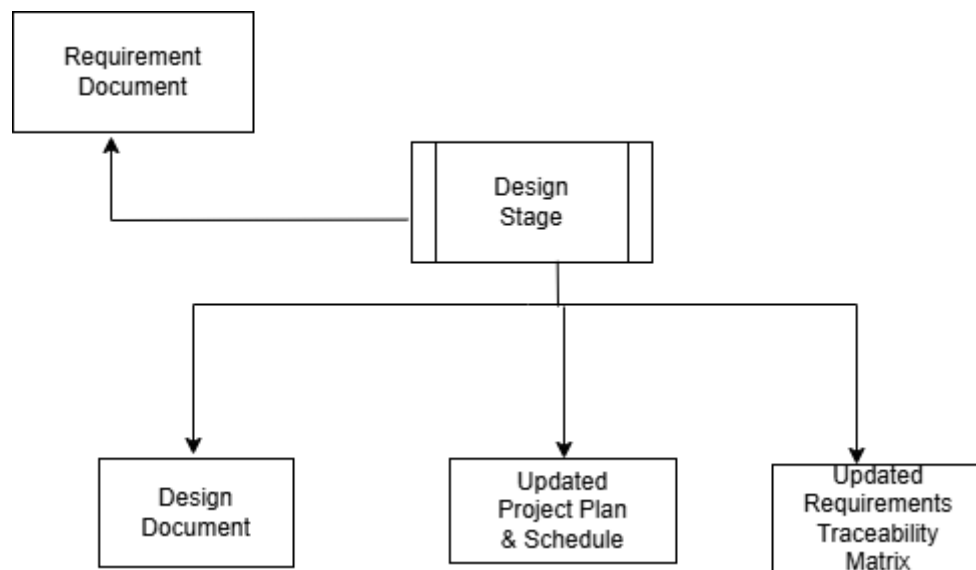 Requirement
Document
Design
Stage
Design
Document
Updated
Project Plan
& Schedule
Updated
Requirements
Traceability
Matrix